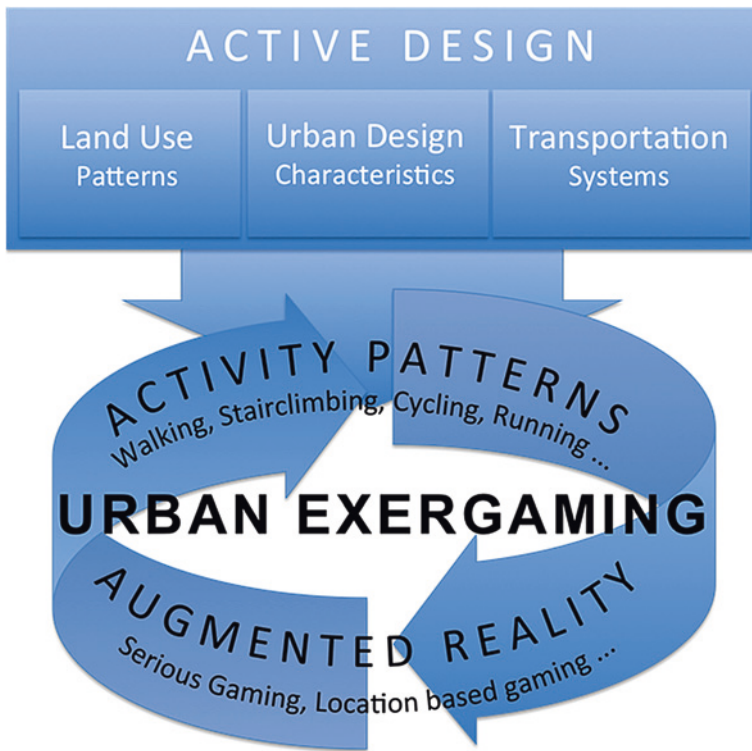 ACTIVE DESIGN
Land Use
Patterns
Urban Design
Characteristics
Transportation
Systems
ACTIVITY PATTERNS
Walking, Stairclimbing, Cycling, Running ...
URBAN EXERGAMING
AUGMENTED REALITY
Serious Gaming, Location based gaming ...